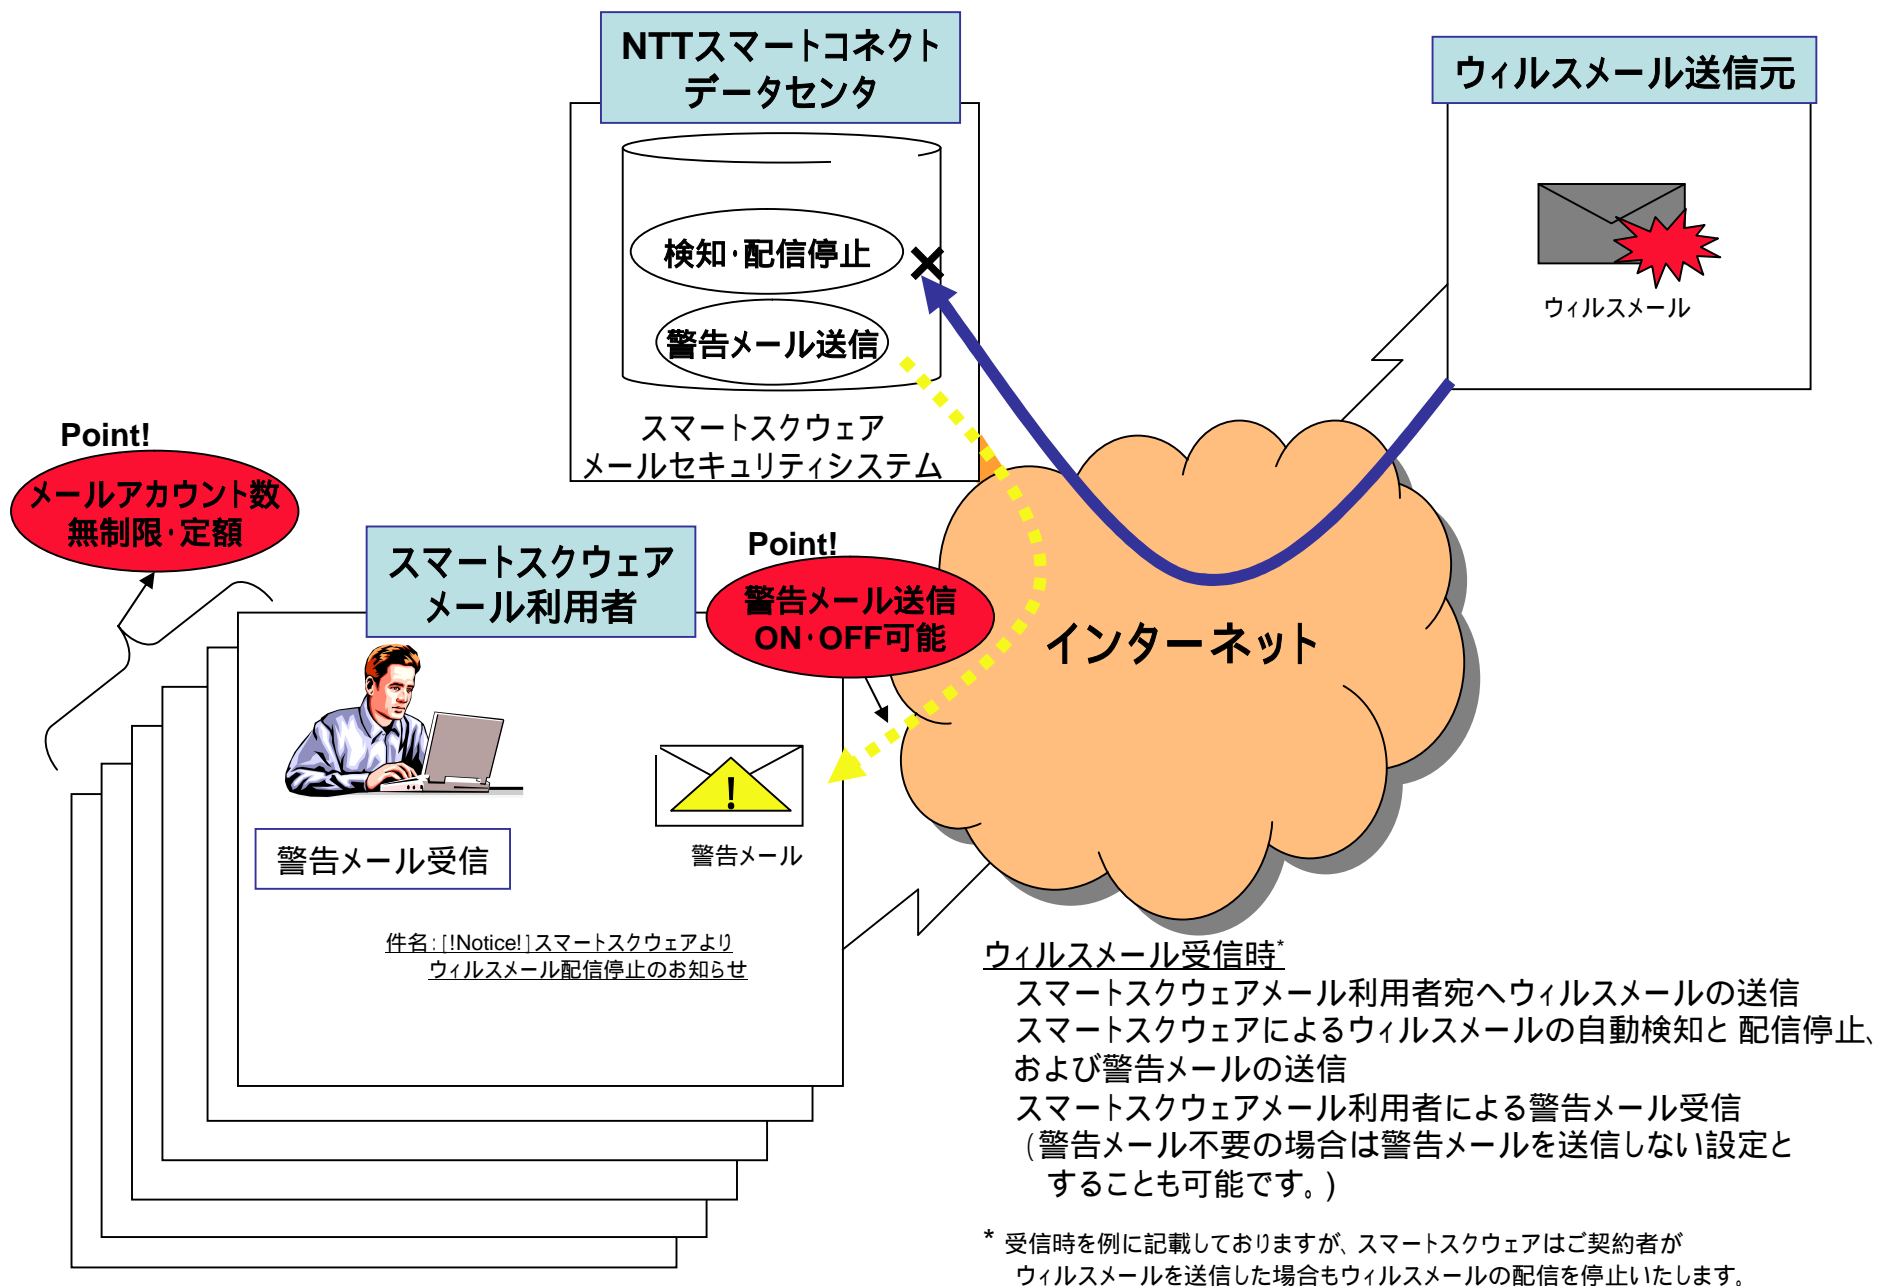 NTTスマートコネクト
データセンタ
ウィルスメール送信元
検知・配信停止
警告メール送信
ウィルスメール
スマートスクウェア
メールセキュリティシステム
Point!
メールアカウント数
無制限・定額
スマートスクウェア
メール利用者
Point!
警告メール送信
ON・OFF可能
インターネット
!
警告メール受信
警告メール
件名:[!Notice!]スマートスクウェアより
ウィルスメール配信停止のお知らせ
ウィルスメール受信時*
スマートスクウェアメール利用者宛へウィルスメールの送信
スマートスクウェアによるウィルスメールの自動検知と 配信停止、
および警告メールの送信
スマートスクウェアメール利用者による警告メール受信
(警告メール不要の場合は警告メールを送信しない設定と
することも可能です。)
* 受信時を例に記載しておりますが、スマートスクウェアはご契約者が
ウィルスメールを送信した場合もウィルスメールの配信を停止いたします。